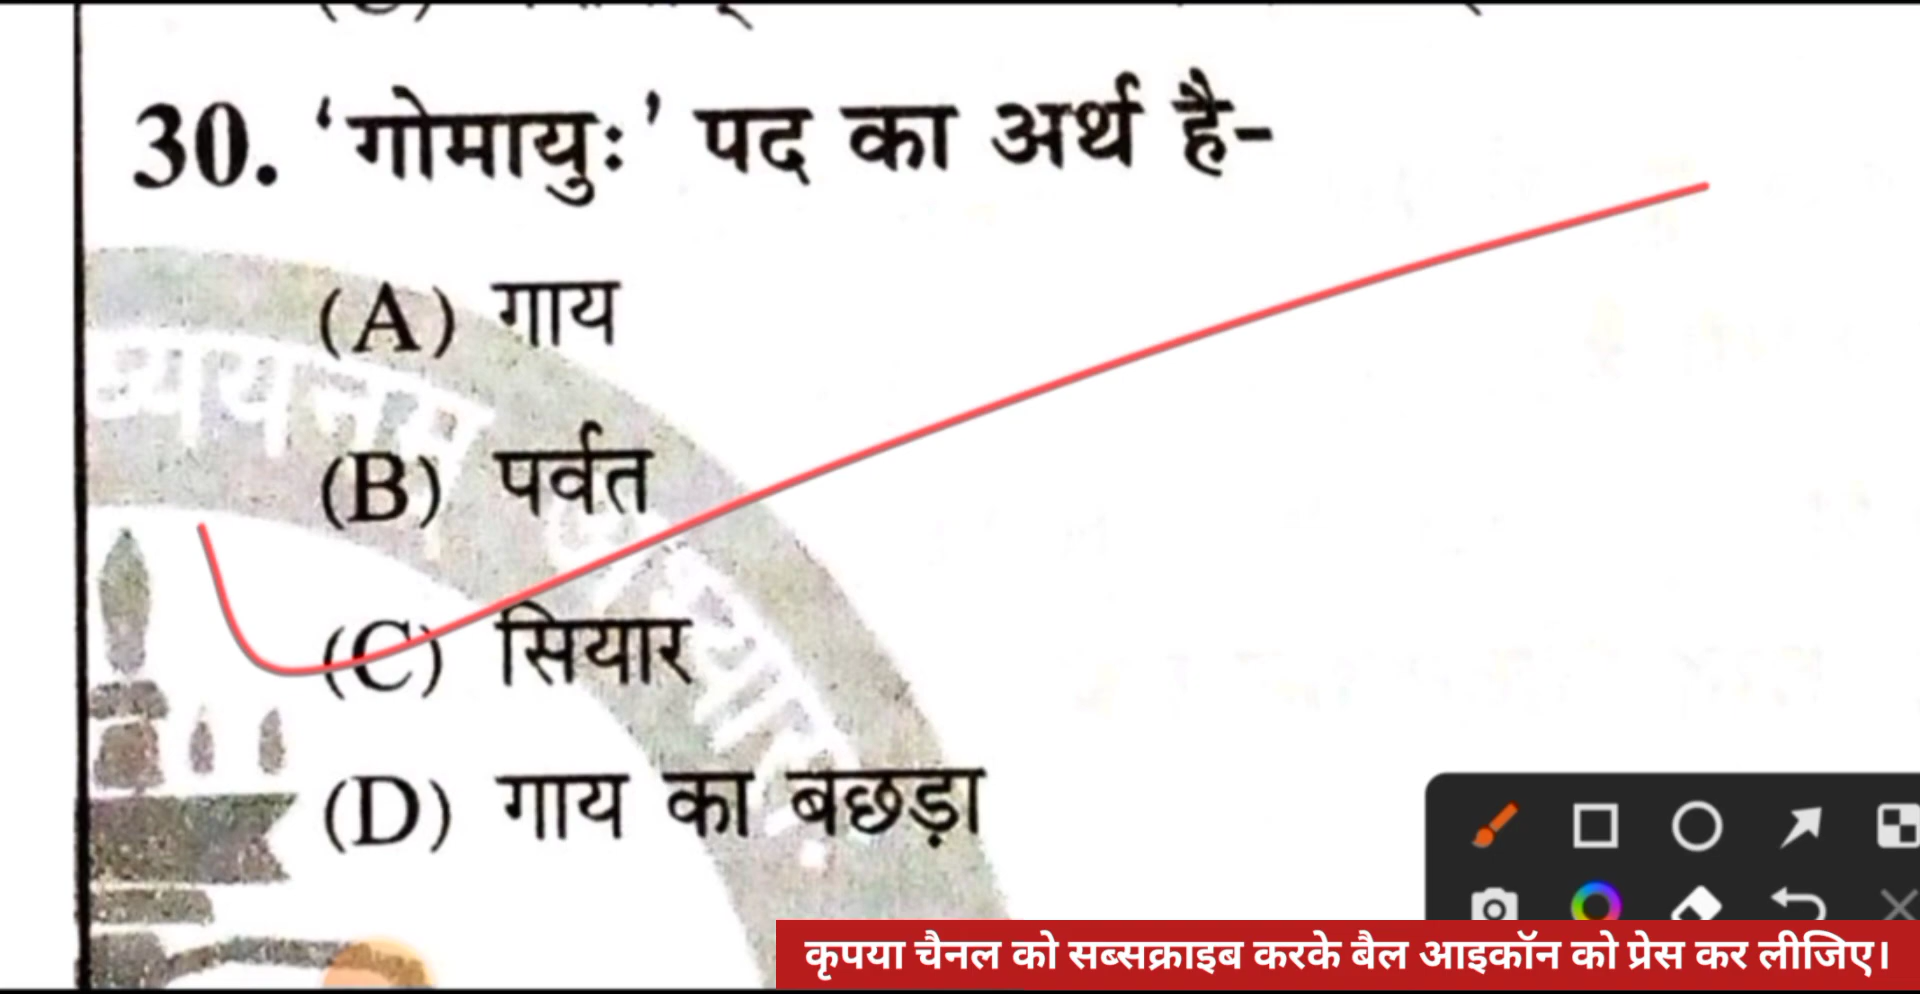 30. ‘गोमायुः’ पद का अर्थ है-
(A) गाय
(B) पर्वत
(C) सियार
(D) गाय का बछड़ा
कृपया चैनल को सब्सक्राइब करके बैल आइकॉन को प्रेस कर लीजिए।